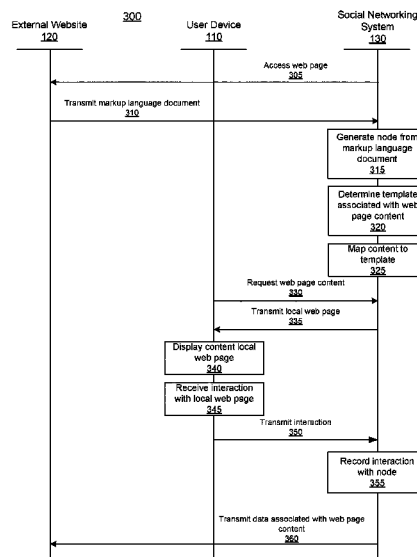 300
External Website
120
User Device
110
Social Networking
System
130
Access web page
305
Transmit markup language document
310
Generate node from
markup language
document
315
Determine template
associated with web
page content
320
Map content to
template
325
Request web page content
330
Transmit local web page
335
Display content local
web page
340
Receive interaction
with local web page
345
Transmit interaction
350
Record interaction
with node
355
Transmit data associated with web page
content
360